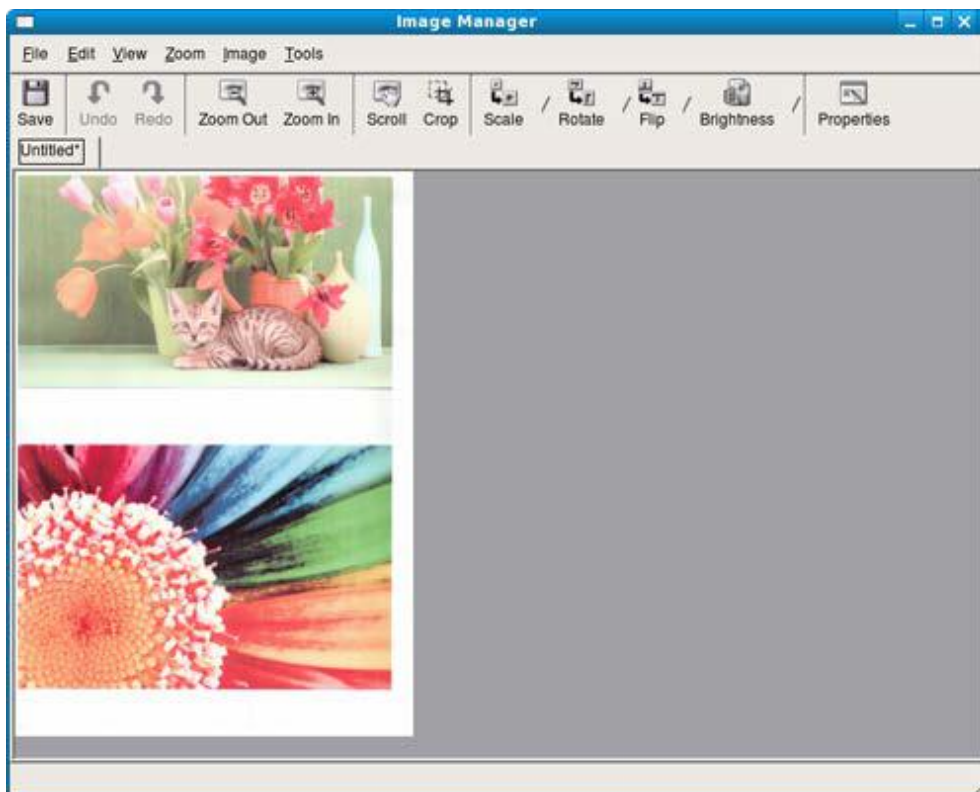 Image Manager
File Edit View Zoom Image Tools
Save Undo Redo Zoom Out Zoom In Scroll Crop Scale / Rotate / Flip / Brightness / Properties
Untitled*